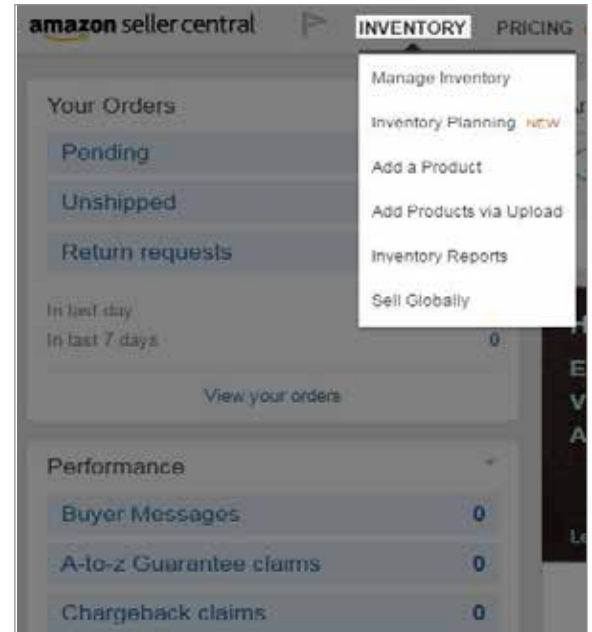 amazon seller central INVENTORY PRICING
Manage Inventory
Inventory Planning NEW
Add a Product
Add Products via Upload
Inventory Reports
Sell Globally
Your Orders
Pending
Unshipped
Return requests
In last day
In last 7 days 0
View your orders
Performance
Buyer Messages 0
A-to-z Guarantee claims 0
Chargeback claims 0
H
E
V
A
Le